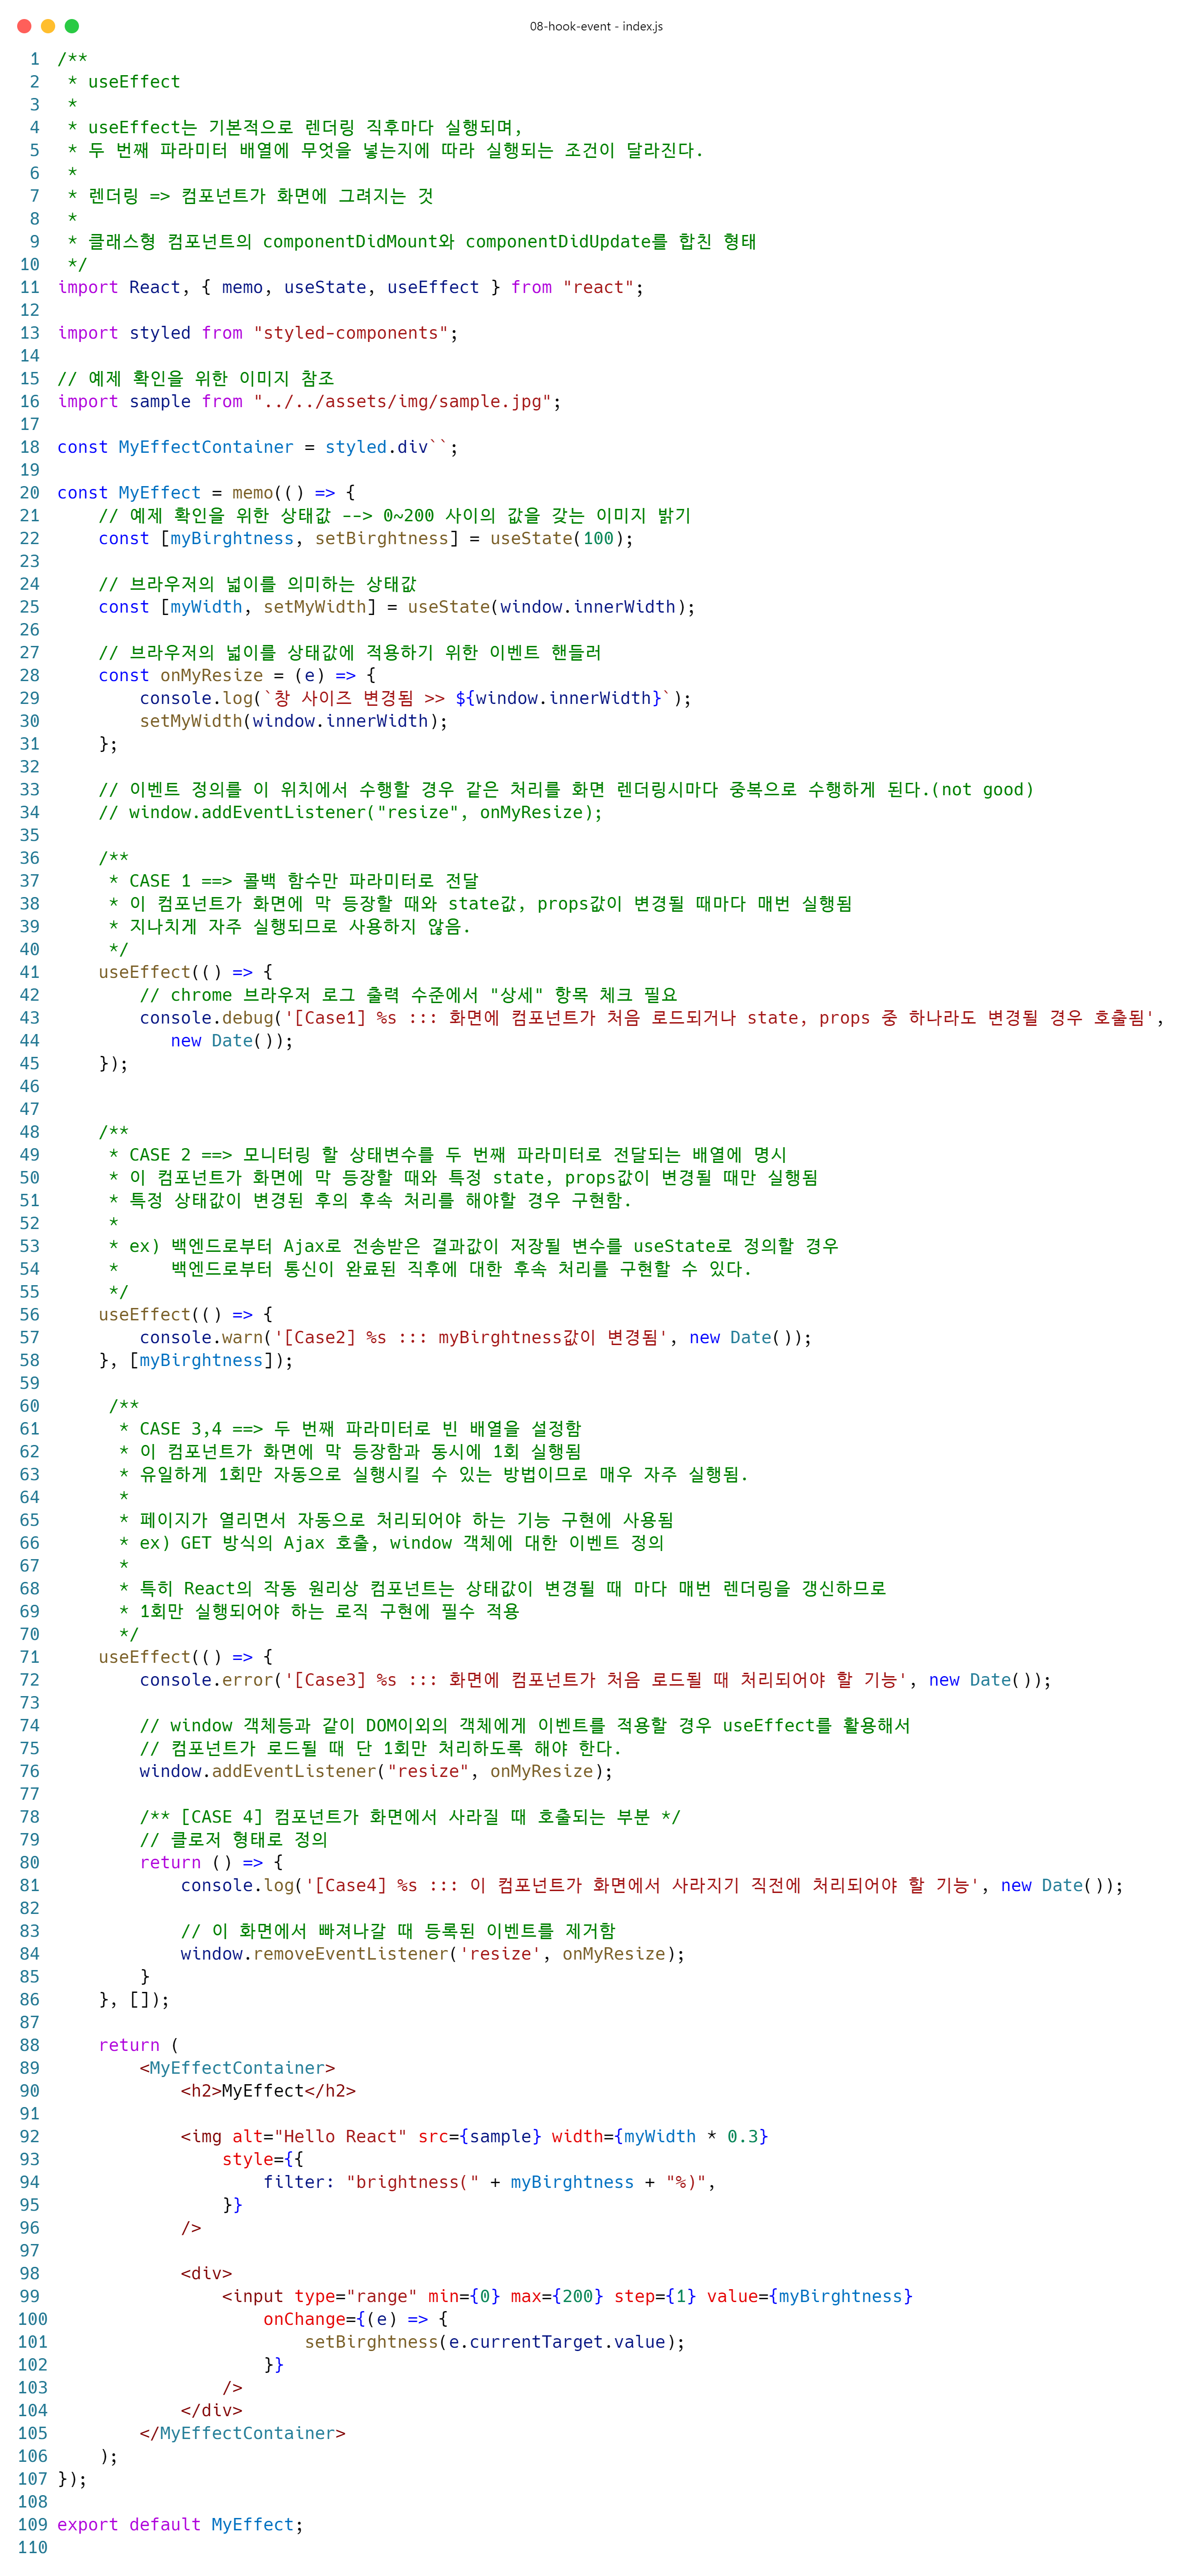 08-hook-event - index.js
1 /**
2  * useEffect
3  *
4  * useEffect는 기본적으로 렌더링 직후마다 실행되며,
5  * 두 번째 파라미터 배열에 무엇을 넣는지에 따라 실행되는 조건이 달라진다.
6  *
7  * 렌더링 => 컴포넌트가 화면에 그려지는 것
8  *
9  * 클래스형 컴포넌트의 componentDidMount와 componentDidUpdate를 합친 형태
10  */
11 import React, { memo, useState, useEffect } from "react";
12
13 import styled from "styled-components";
14
15 // 예제 확인을 위한 이미지 참조
16 import sample from "../../assets/img/sample.jpg";
17
18 const MyEffectContainer = styled.div``;
19
20 const MyEffect = memo(() => {
21     // 예제 확인을 위한 상태값 --> 0~200 사이의 값을 갖는 이미지 밝기
22     const [myBirghtness, setBirghtness] = useState(100);
23
24     // 브라우저의 넓이를 의미하는 상태값
25     const [myWidth, setMyWidth] = useState(window.innerWidth);
26
27     // 브라우저의 넓이를 상태값에 적용하기 위한 이벤트 핸들러
28     const onMyResize = (e) => {
29         console.log(`창 사이즈 변경됨 >> ${window.innerWidth}`);
30         setMyWidth(window.innerWidth);
31     };
32
33     // 이벤트 정의를 이 위치에서 수행할 경우 같은 처리를 화면 렌더링시마다 중복으로 수행하게 된다.(not good)
34     // window.addEventListener("resize", onMyResize);
35
36     /**
37      * CASE 1 ==> 콜백 함수만 파라미터로 전달
38      * 이 컴포넌트가 화면에 막 등장할 때와 state값, props값이 변경될 때마다 매번 실행됨
39      * 지나치게 자주 실행되므로 사용하지 않음.
40      */
41     useEffect(() => {
42         // chrome 브라우저 로그 출력 수준에서 "상세" 항목 체크 필요
43         console.debug('[Case1] %s ::: 화면에 컴포넌트가 처음 로드되거나 state, props 중 하나라도 변경될 경우 호출됨',
44            new Date());
45     });
46
47
48     /**
49      * CASE 2 ==> 모니터링 할 상태변수를 두 번째 파라미터로 전달되는 배열에 명시
50      * 이 컴포넌트가 화면에 막 등장할 때와 특정 state, props값이 변경될 때만 실행됨
51      * 특정 상태값이 변경된 후의 후속 처리를 해야할 경우 구현함.
52      *
53      * ex) 백엔드로부터 Ajax로 전송받은 결과값이 저장될 변수를 useState로 정의할 경우
54      *     백엔드로부터 통신이 완료된 직후에 대한 후속 처리를 구현할 수 있다.
55      */
56     useEffect(() => {
57         console.warn('[Case2] %s ::: myBirghtness값이 변경됨', new Date());
58     }, [myBirghtness]);
59
60      /**
61       * CASE 3,4 ==> 두 번째 파라미터로 빈 배열을 설정함
62       * 이 컴포넌트가 화면에 막 등장함과 동시에 1회 실행됨
63       * 유일하게 1회만 자동으로 실행시킬 수 있는 방법이므로 매우 자주 실행됨.
64       *
65       * 페이지가 열리면서 자동으로 처리되어야 하는 기능 구현에 사용됨
66       * ex) GET 방식의 Ajax 호출, window 객체에 대한 이벤트 정의
67       *
68       * 특히 React의 작동 원리상 컴포넌트는 상태값이 변경될 때 마다 매번 렌더링을 갱신하므로
69       * 1회만 실행되어야 하는 로직 구현에 필수 적용
70       */
71     useEffect(() => {
72         console.error('[Case3] %s ::: 화면에 컴포넌트가 처음 로드될 때 처리되어야 할 기능', new Date());
73
74         // window 객체등과 같이 DOM이외의 객체에게 이벤트를 적용할 경우 useEffect를 활용해서
75         // 컴포넌트가 로드될 때 단 1회만 처리하도록 해야 한다.
76         window.addEventListener("resize", onMyResize);
77
78         /** [CASE 4] 컴포넌트가 화면에서 사라질 때 호출되는 부분 */
79         // 클로저 형태로 정의
80         return () => {
81             console.log('[Case4] %s ::: 이 컴포넌트가 화면에서 사라지기 직전에 처리되어야 할 기능', new Date());
82
83             // 이 화면에서 빠져나갈 때 등록된 이벤트를 제거함
84             window.removeEventListener('resize', onMyResize);
85         }
86     }, []);
87
88     return (
89         <MyEffectContainer>
90             <h2>MyEffect</h2>
91
92             <img alt="Hello React" src={sample} width={myWidth * 0.3}
93                 style={{
94                     filter: "brightness(" + myBirghtness + "%)",
95                 }}
96             />
97
98             <div>
99                 <input type="range" min={0} max={200} step={1} value={myBirghtness}
100                     onChange={(e) => {
101                         setBirghtness(e.currentTarget.value);
102                     }}
103                 />
104             </div>
105         </MyEffectContainer>
106     );
107 });
108
109 export default MyEffect;
110